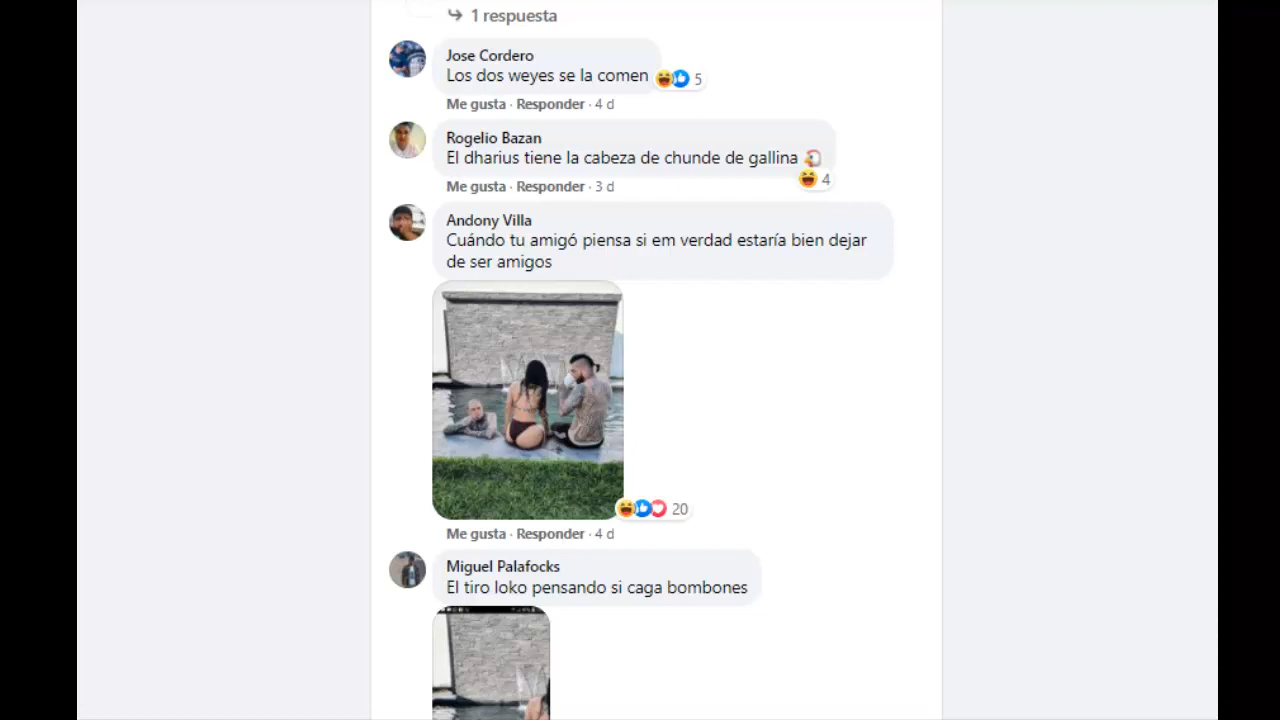 1 respuesta
Jose Cordero
Los dos weyes se la comen
5
Me gusta · Responder · 4 d
Rogelio Bazan
El dharius tiene la cabeza de chunde de gallina
4
Me gusta · Responder · 3 d
Andony Villa
Cuándo tu amigó piensa si em verdad estaría bien dejar
de ser amigos
20
Me gusta · Responder · 4 d
Miguel Palafocks
El tiro loko pensando si caga bombones